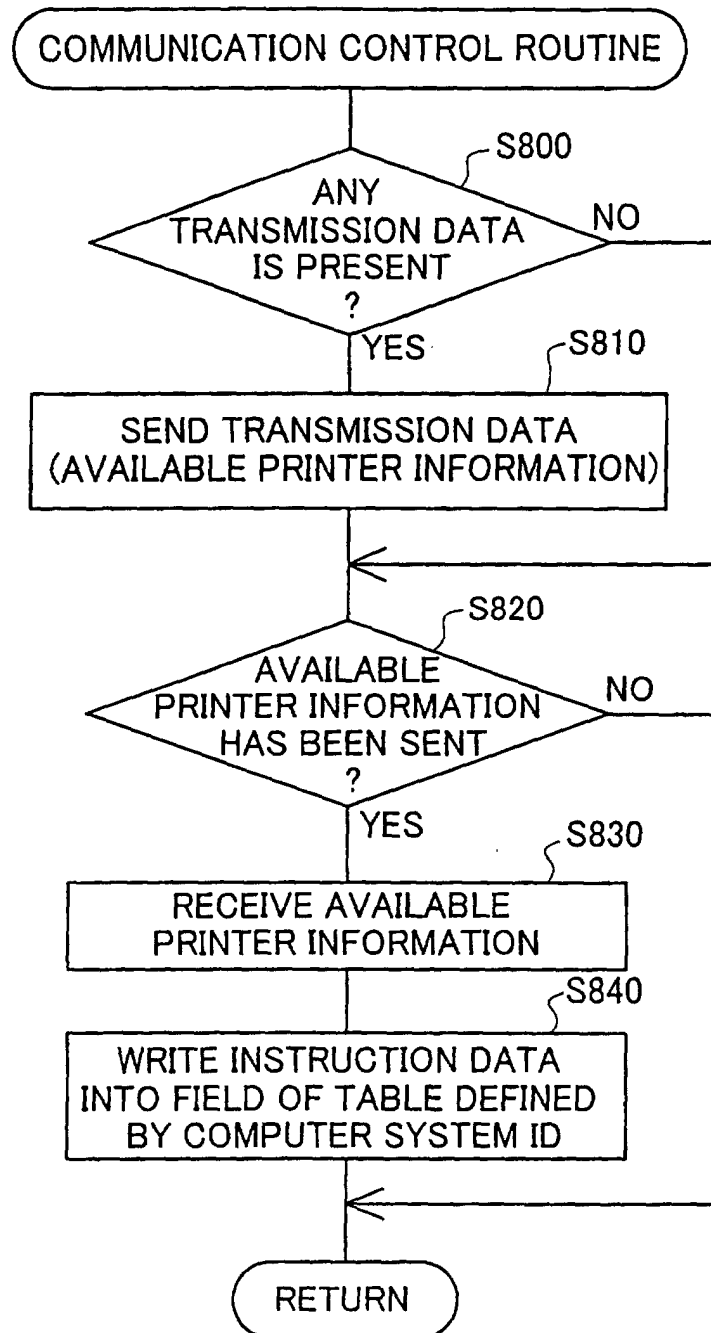 COMMUNICATION CONTROL ROUTINE
S800
ANY
TRANSMISSION DATA
IS PRESENT
?
NO
YES
S810
SEND TRANSMISSION DATA
(AVAILABLE PRINTER INFORMATION)
S820
AVAILABLE
PRINTER INFORMATION
HAS BEEN SENT
?
NO
YES
S830
RECEIVE AVAILABLE
PRINTER INFORMATION
S840
WRITE INSTRUCTION DATA
INTO FIELD OF TABLE DEFINED
BY COMPUTER SYSTEM ID
RETURN